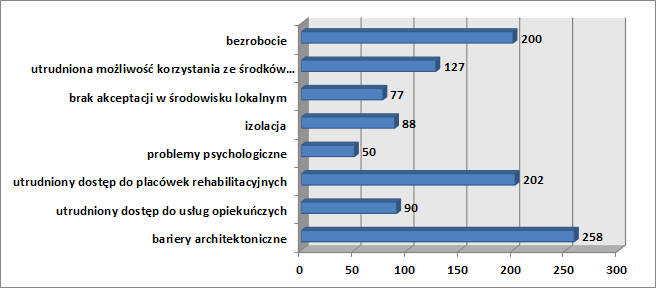 bezrobocie 200
utrudniona możliwość korzystania ze środków... 127
brak akceptacji w środowisku lokalnym 77
izolacja 88
problemy psychologiczne 50
utrudniony dostęp do placówek rehabilitacyjnych 202
utrudniony dostęp do usług opiekuńczych 90
bariery architektoniczne 258
0 50 100 150 200 250 300